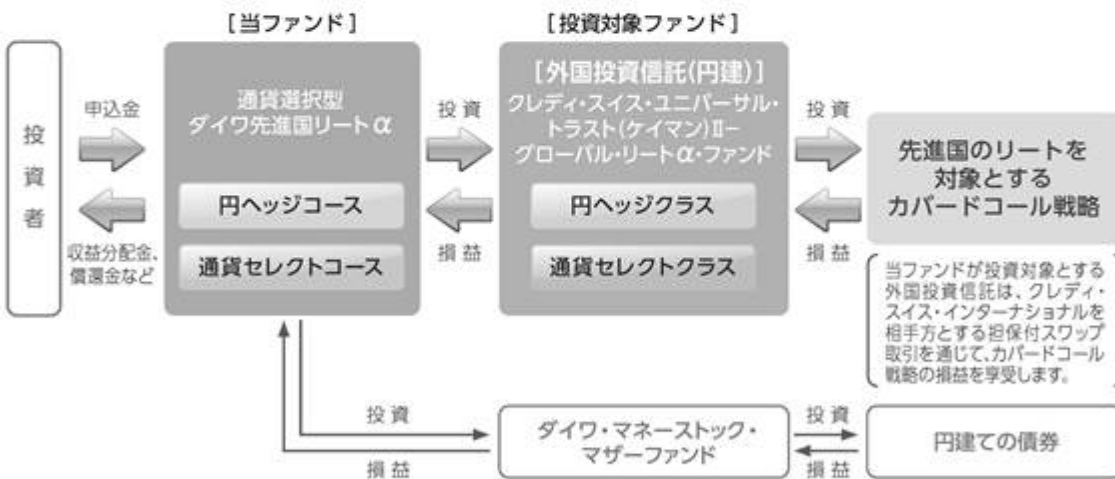 [当ファンド]
[投資対象ファンド]
投資者
申込金
収益分配金、
償還金など
通貨選択型
ダイワ先進国リートα
円ヘッジコース
通貨セレクトコース
投資
損益
[外国投資信託(円建)]
クレディ・スイス・ユニバーサル・
トラスト(ケイマン)Ⅱ−
グローバル・リートα・ファンド
円ヘッジクラス
通貨セレクトクラス
投資
損益
先進国のリートを
対象とする
カバードコール戦略
当ファンドが投資対象とする
外国投資信託は、クレディ・
スイス・インターナショナルを
相手方とする担保付スワップ
取引を通じて、カバードコール
戦略の損益を享受します。
投資
損益
ダイワ・マネーストック・
マザーファンド
投資
損益
円建ての債券